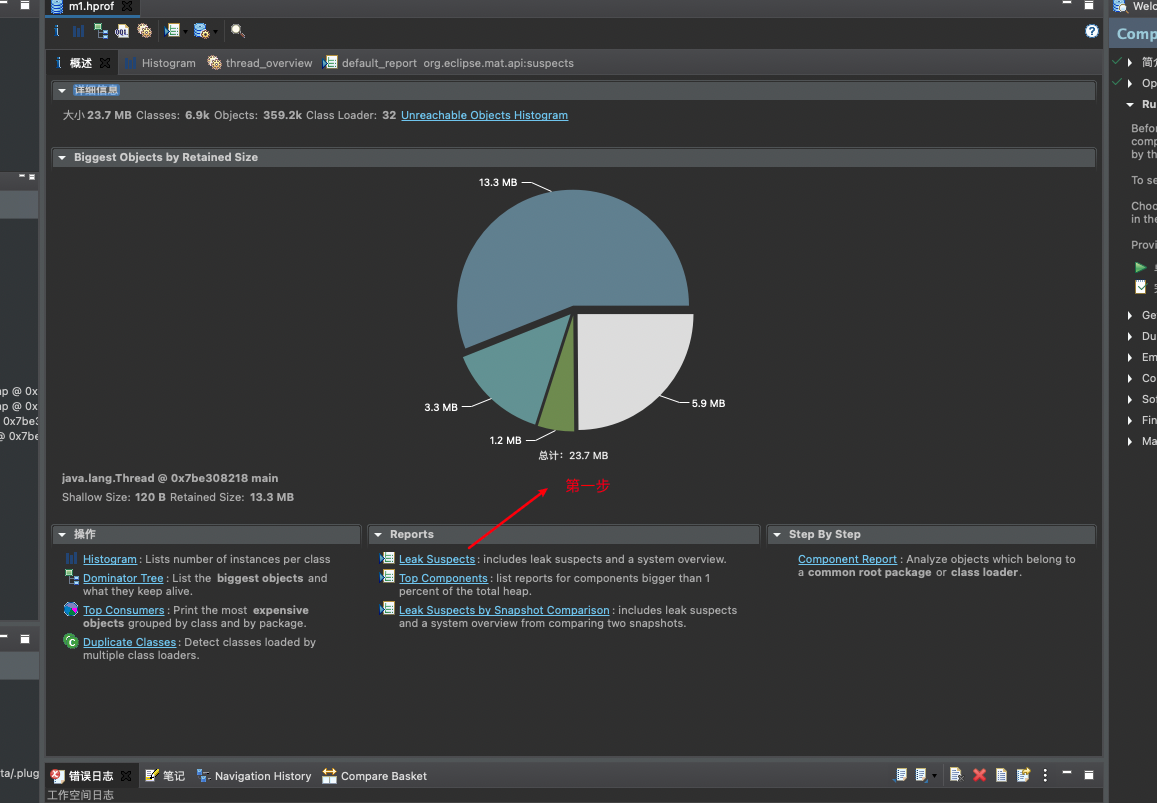 m1.hprof
Welc
Comp
概述
Histogram
thread_overview
default_report org.eclipse.mat.api:suspects
详细信息
大小 23.7 MB Classes: 6.9k Objects: 359.2k Class Loader: 32 Unreachable Objects Histogram
Biggest Objects by Retained Size
13.3 MB
3.3 MB
1.2 MB
5.9 MB
总计: 23.7 MB
java.lang.Thread @ 0x7be308218 main
Shallow Size: 120 B Retained Size: 13.3 MB
第一步
操作
Histogram : Lists number of instances per class
Dominator Tree : List the biggest objects and
what they keep alive.
Top Consumers : Print the most expensive
objects grouped by class and by package.
Duplicate Classes : Detect classes loaded by
multiple class loaders.
Reports
Leak Suspects : includes leak suspects and a system overview.
Top Components : list reports for components bigger than 1
percent of the total heap.
Leak Suspects by Snapshot Comparison : includes leak suspects
and a system overview from comparing two snapshots.
Step By Step
Component Report : Analyze objects which belong to
a common root package or class loader.
错误日志
笔记
Navigation History
Compare Basket
工作空间日志
ap @ 0x
ap @ 0x
0x7be3
@ 0x7be
ta/.plug
Op
Ru
Befor
comp
by th
To se
Choo
in the
Provi
Ge
Du
Em
Co
So
Fin
Ma